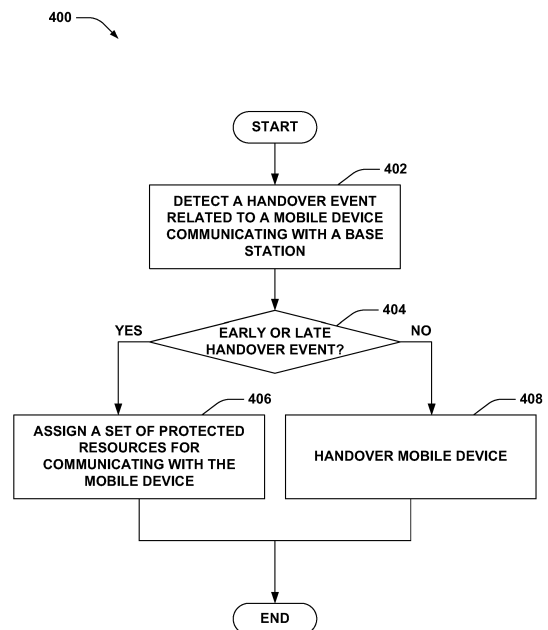 400
START
402
DETECT A HANDOVER EVENT
RELATED TO A MOBILE DEVICE
COMMUNICATING WITH A BASE
STATION
404
YES
EARLY OR LATE
HANDOVER EVENT?
NO
406
ASSIGN A SET OF PROTECTED
RESOURCES FOR
COMMUNICATING WITH THE
MOBILE DEVICE
408
HANDOVER MOBILE DEVICE
END